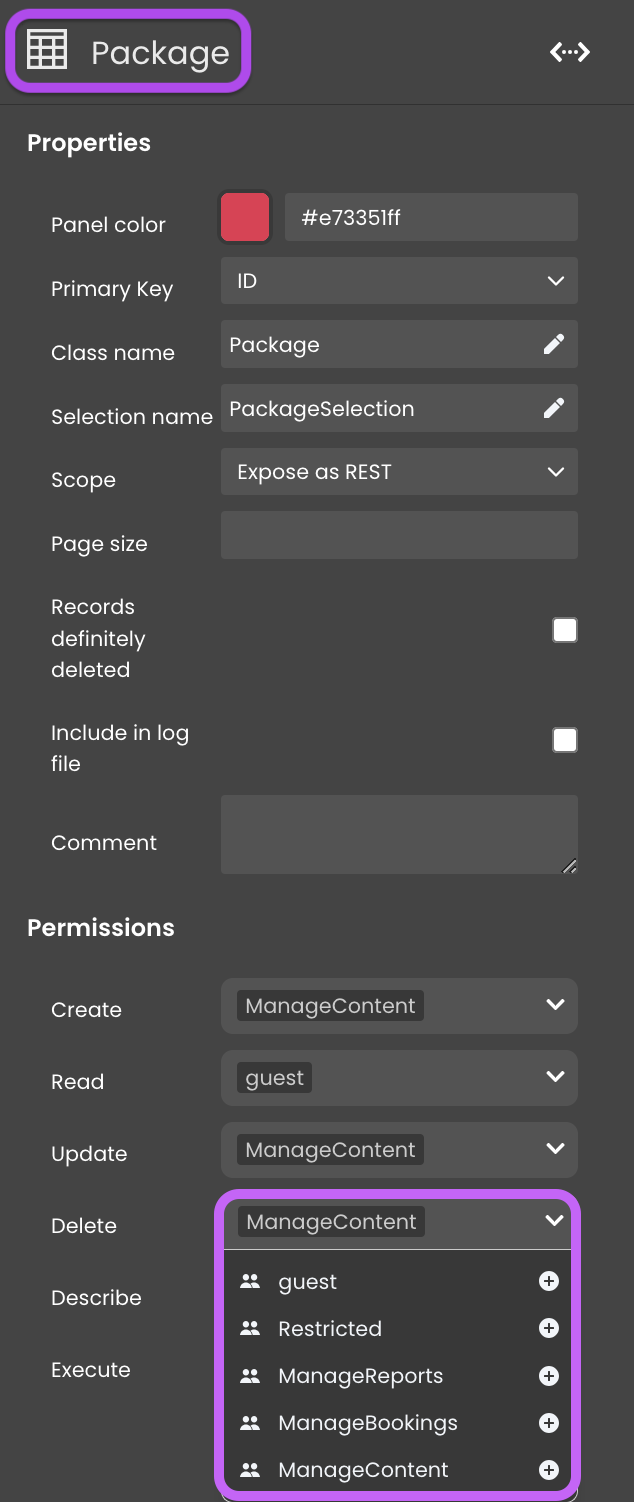 Package
Properties
Panel color
#e73351ff
Primary Key
ID
Class name
Package
Selection name
PackageSelection
Scope
Expose as REST
Page size
Records
definitely
deleted
Include in log
file
Comment
Permissions
Create
ManageContent
Read
guest
Update
ManageContent
Delete
ManageContent
guest
Describe
Restricted
Execute
ManageReports
ManageBookings
ManageContent